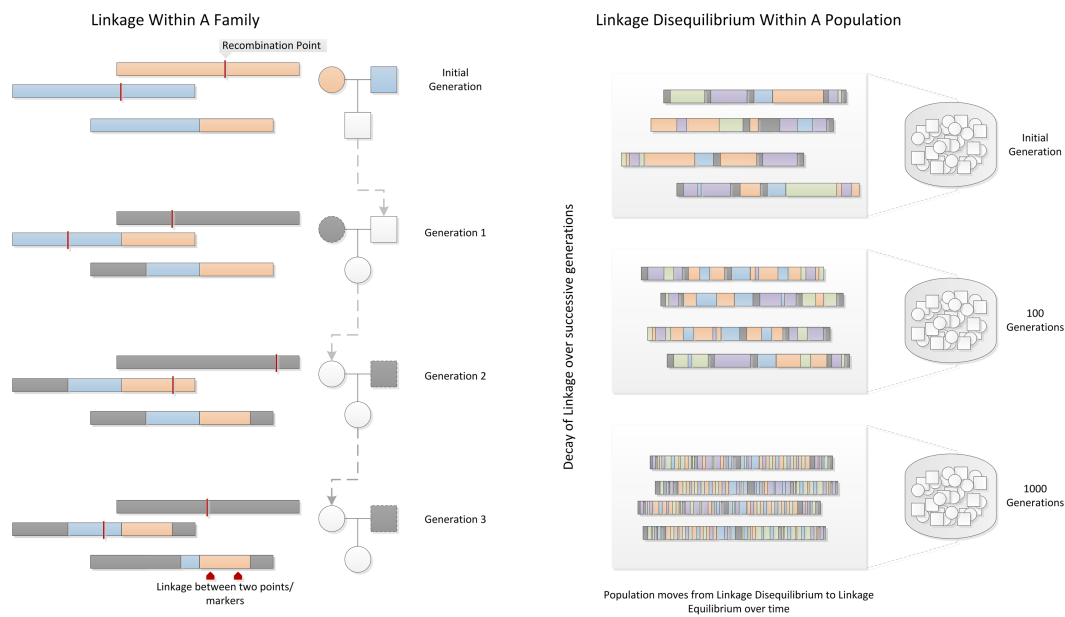 Linkage Within A Family
Recombination Point
Initial
Generation
Generation 1
Generation 2
Generation 3
Linkage between two points/
markers
Linkage Disequilibrium Within A Population
Decay of Linkage over successive generations
Initial
Generation
100
Generations
1000
Generations
Population moves from Linkage Disequilibrium to Linkage
Equilibrium over time